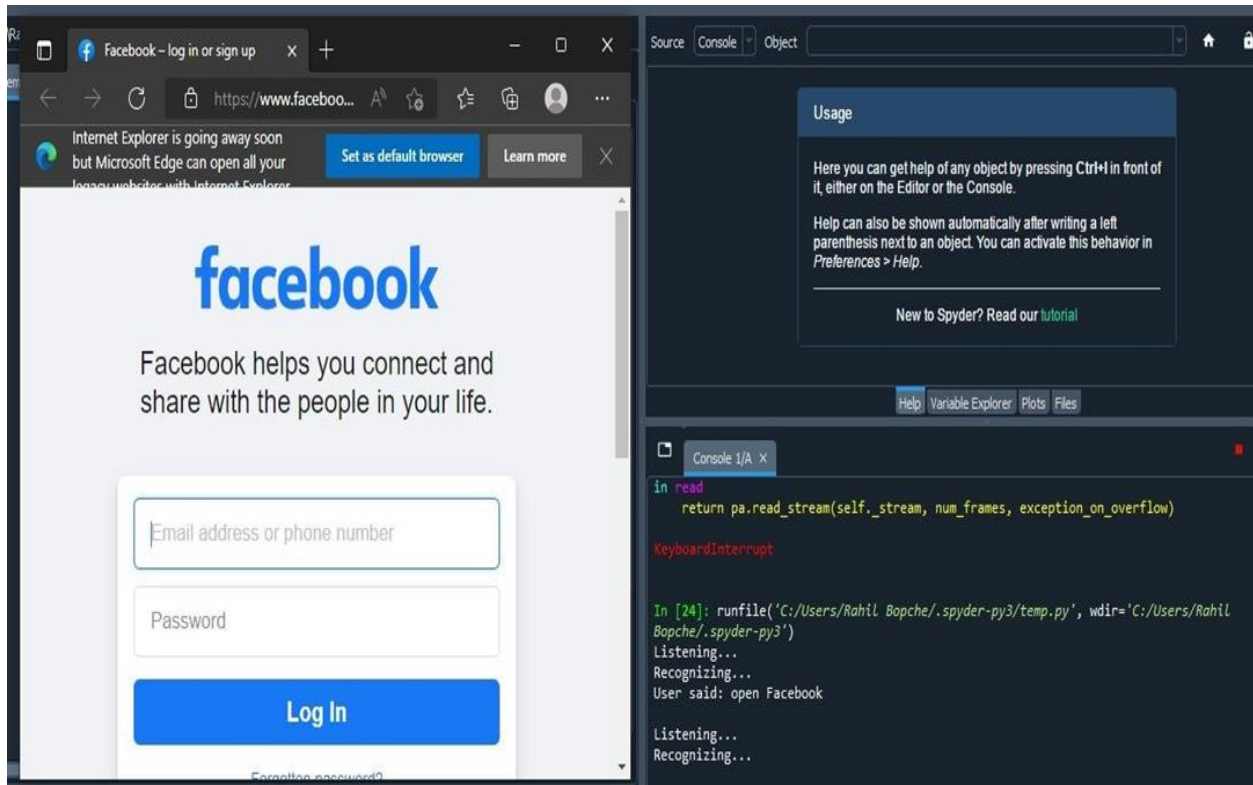 Facebook – log in or sign up
https://www.faceboo...
Internet Explorer is going away soon
but Microsoft Edge can open all your
legacy websites with Internet Explorer
Set as default browser
Learn more
facebook
Facebook helps you connect and
share with the people in your life.
Email address or phone number
Password
Log In
Forgotten password?
Source Console Object
Usage
Here you can get help of any object by pressing Ctrl+I in front of
it, either on the Editor or the Console.
Help can also be shown automatically after writing a left
parenthesis next to an object. You can activate this behavior in
Preferences > Help.
New to Spyder? Read our tutorial
Help Variable Explorer Plots Files
Console 1/A
in read
return pa.read_stream(self._stream, num_frames, exception_on_overflow)
KeyboardInterrupt
In [24]: runfile('C:/Users/Rahil Bopche/.spyder-py3/temp.py', wdir='C:/Users/Rahil
Bopche/.spyder-py3')
Listening...
Recognizing...
User said: open Facebook
Listening...
Recognizing...